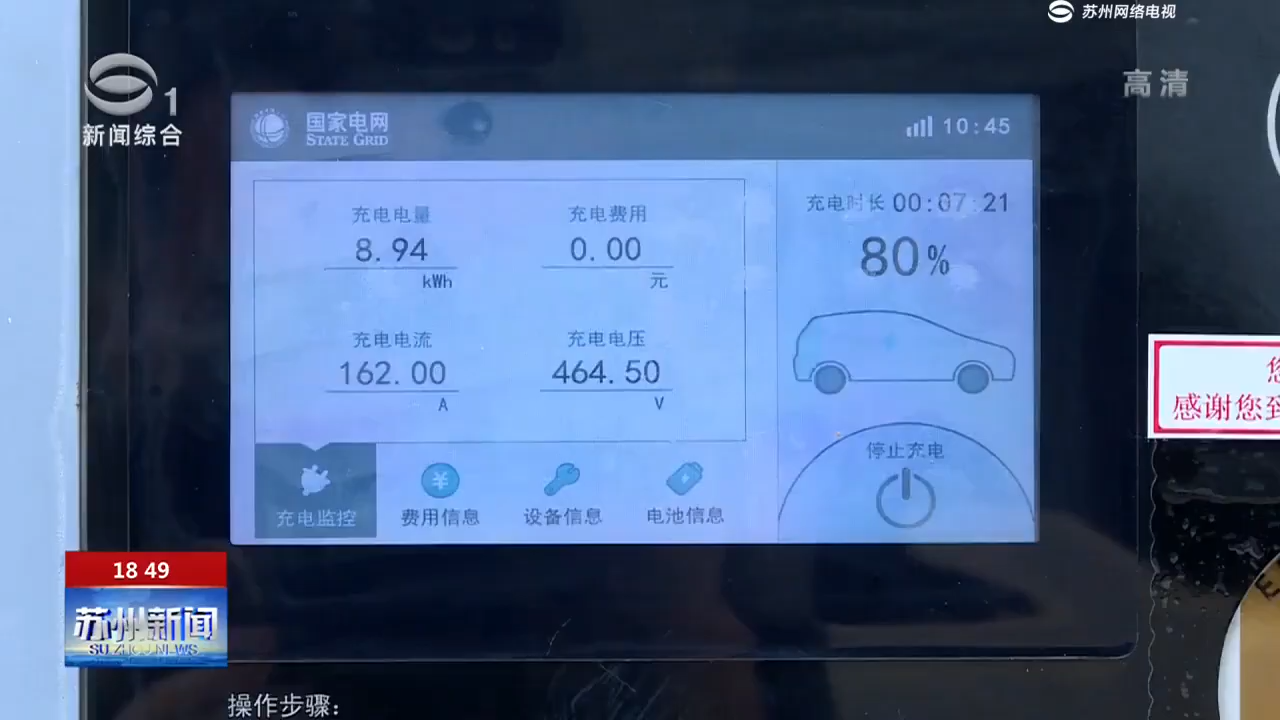 苏州网络电视
高清
1
新闻综合
国家电网
STATE GRID
10:45
充电电量
8.94
kWh
充电费用
0.00
元
充电电流
162.00
A
充电电压
464.50
V
充电时长 00:07:21
80%
停止充电
充电监控
费用信息
设备信息
电池信息
您
感谢您到
18 49
苏州新闻
SUZHOU NEWS
操作步骤: